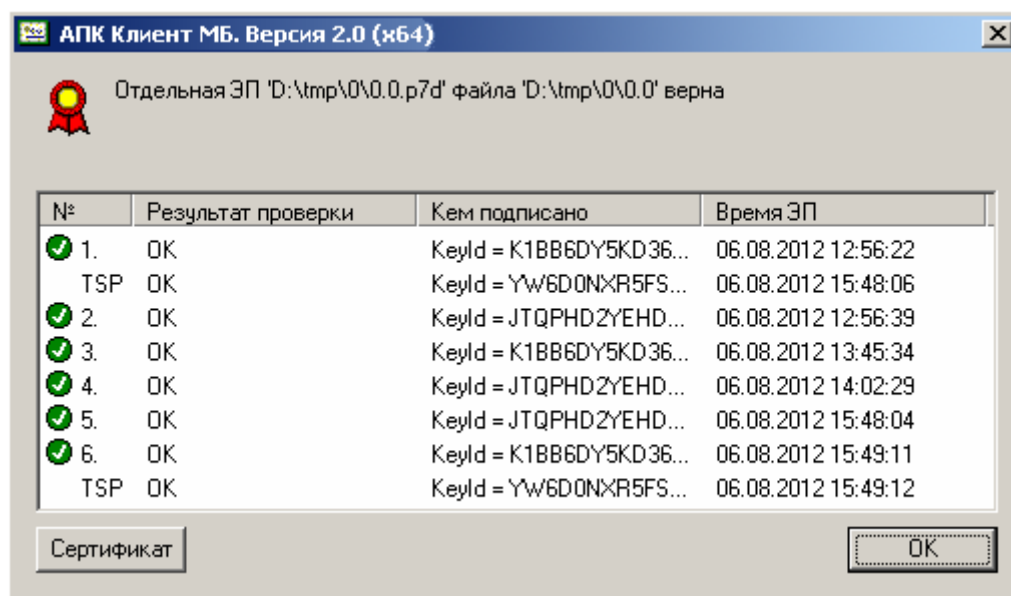 АПК Клиент МБ. Версия 2.0 (x64)
Отдельная ЭП 'D:\tmp\0\0.0.p7d' файла 'D:\tmp\0\0.0' верна
№ Результат проверки Кем подписано Время ЭП
1. OK KeyId = K1BB6DY5KD36... 06.08.2012 12:56:22
TSP OK KeyId = YW6D0NXR5FS... 06.08.2012 15:48:06
2. OK KeyId = JTQPHD2YEHD... 06.08.2012 12:56:39
3. OK KeyId = K1BB6DY5KD36... 06.08.2012 13:45:34
4. OK KeyId = JTQPHD2YEHD... 06.08.2012 14:02:29
5. OK KeyId = JTQPHD2YEHD... 06.08.2012 15:48:04
6. OK KeyId = K1BB6DY5KD36... 06.08.2012 15:49:11
TSP OK KeyId = YW6D0NXR5FS... 06.08.2012 15:49:12
Сертификат OK